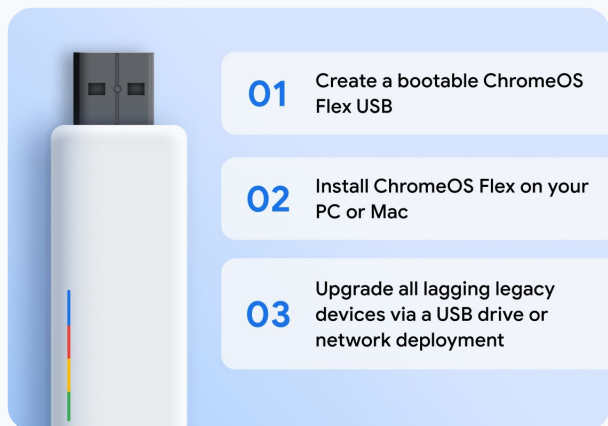 01
Create a bootable ChromeOS
Flex USB
02
Install ChromeOS Flex on your
PC or Mac
03
Upgrade all lagging legacy
devices via a USB drive or
network deployment